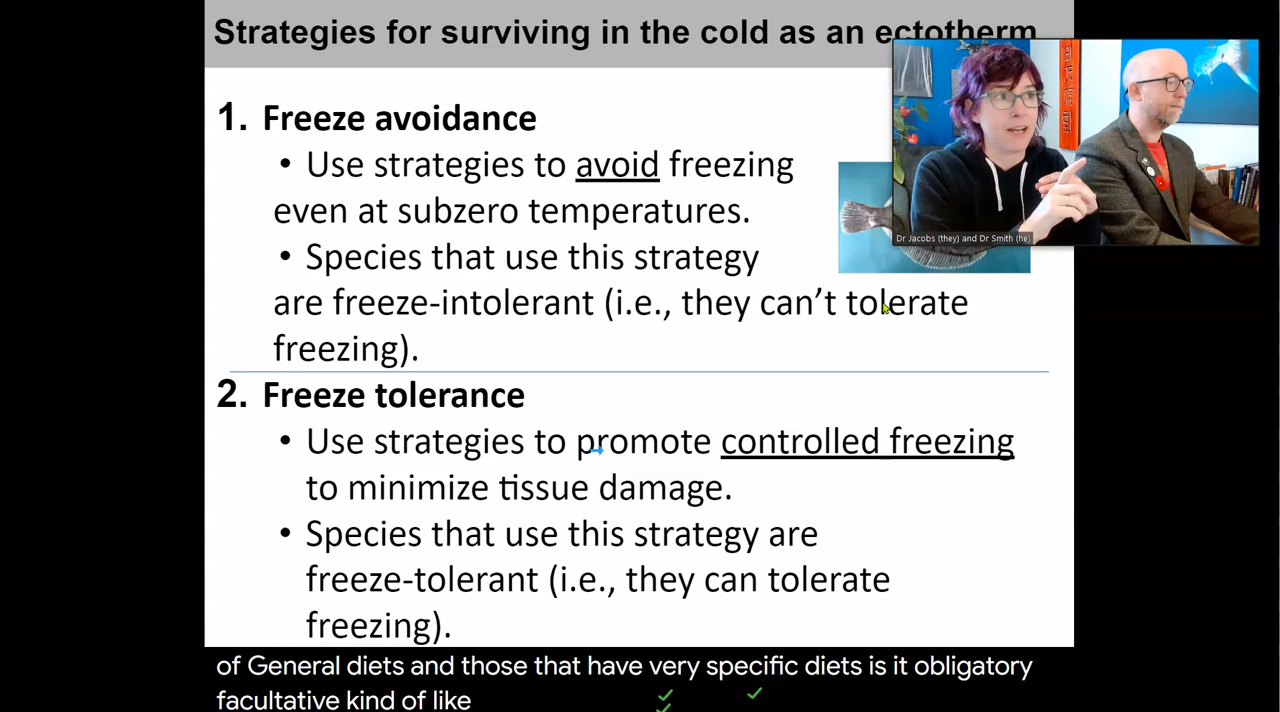 Strategies for surviving in the cold as an ectotherm
1. Freeze avoidance
• Use strategies to avoid freezing
even at subzero temperatures.
• Species that use this strategy
are freeze-intolerant (i.e., they can’t tolerate
freezing).
2. Freeze tolerance
• Use strategies to promote controlled freezing
to minimize tissue damage.
• Species that use this strategy are
freeze-tolerant (i.e., they can tolerate
freezing).
Dr Jacobs (they) and Dr Smith (he)
of General diets and those that have very specific diets is it obligatory
facultative kind of like